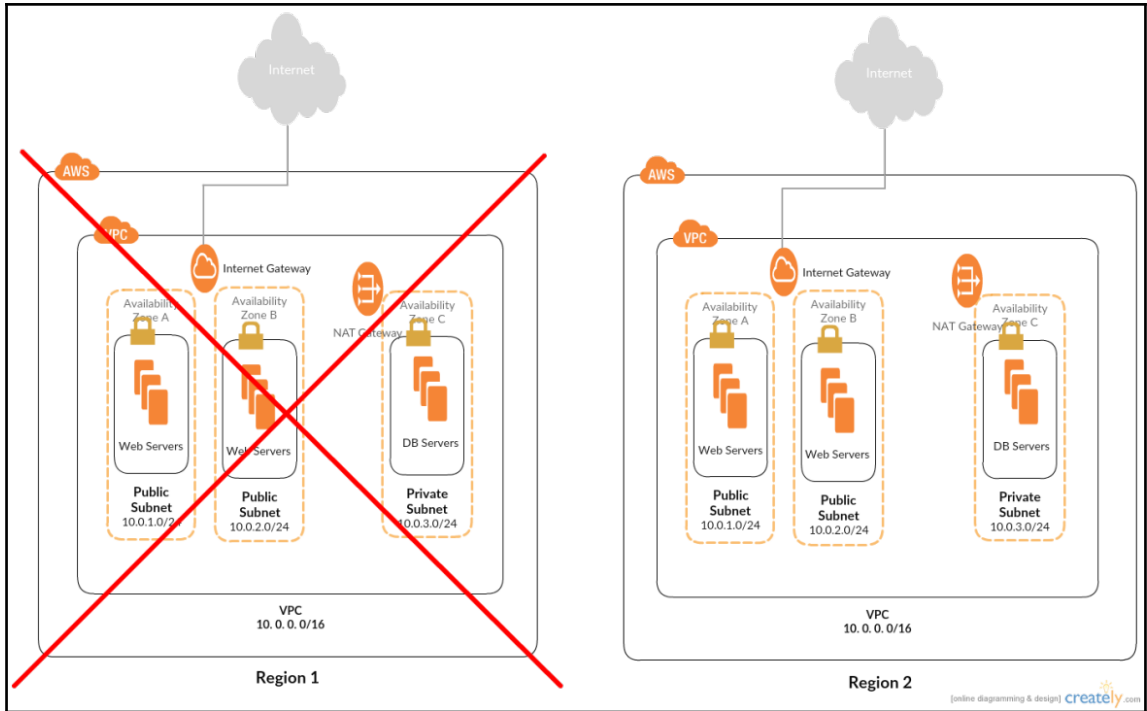 Internet
AWS
VPC
Internet Gateway
Availability
Zone A
Availability
Zone B
Availability
Zone C
NAT Gateway
Web Servers
Web Servers
DB Servers
Public
Subnet
10.0.1.0/24
Public
Subnet
10.0.2.0/24
Private
Subnet
10.0.3.0/24
VPC
10. 0. 0. 0/16
Region 1
Internet
AWS
VPC
Internet Gateway
Availability
Zone A
Availability
Zone B
Availability
Zone C
NAT Gateway
Web Servers
Web Servers
DB Servers
Public
Subnet
10.0.1.0/24
Public
Subnet
10.0.2.0/24
Private
Subnet
10.0.3.0/24
VPC
10. 0. 0. 0/16
Region 2
[online diagramming & design] creately.com